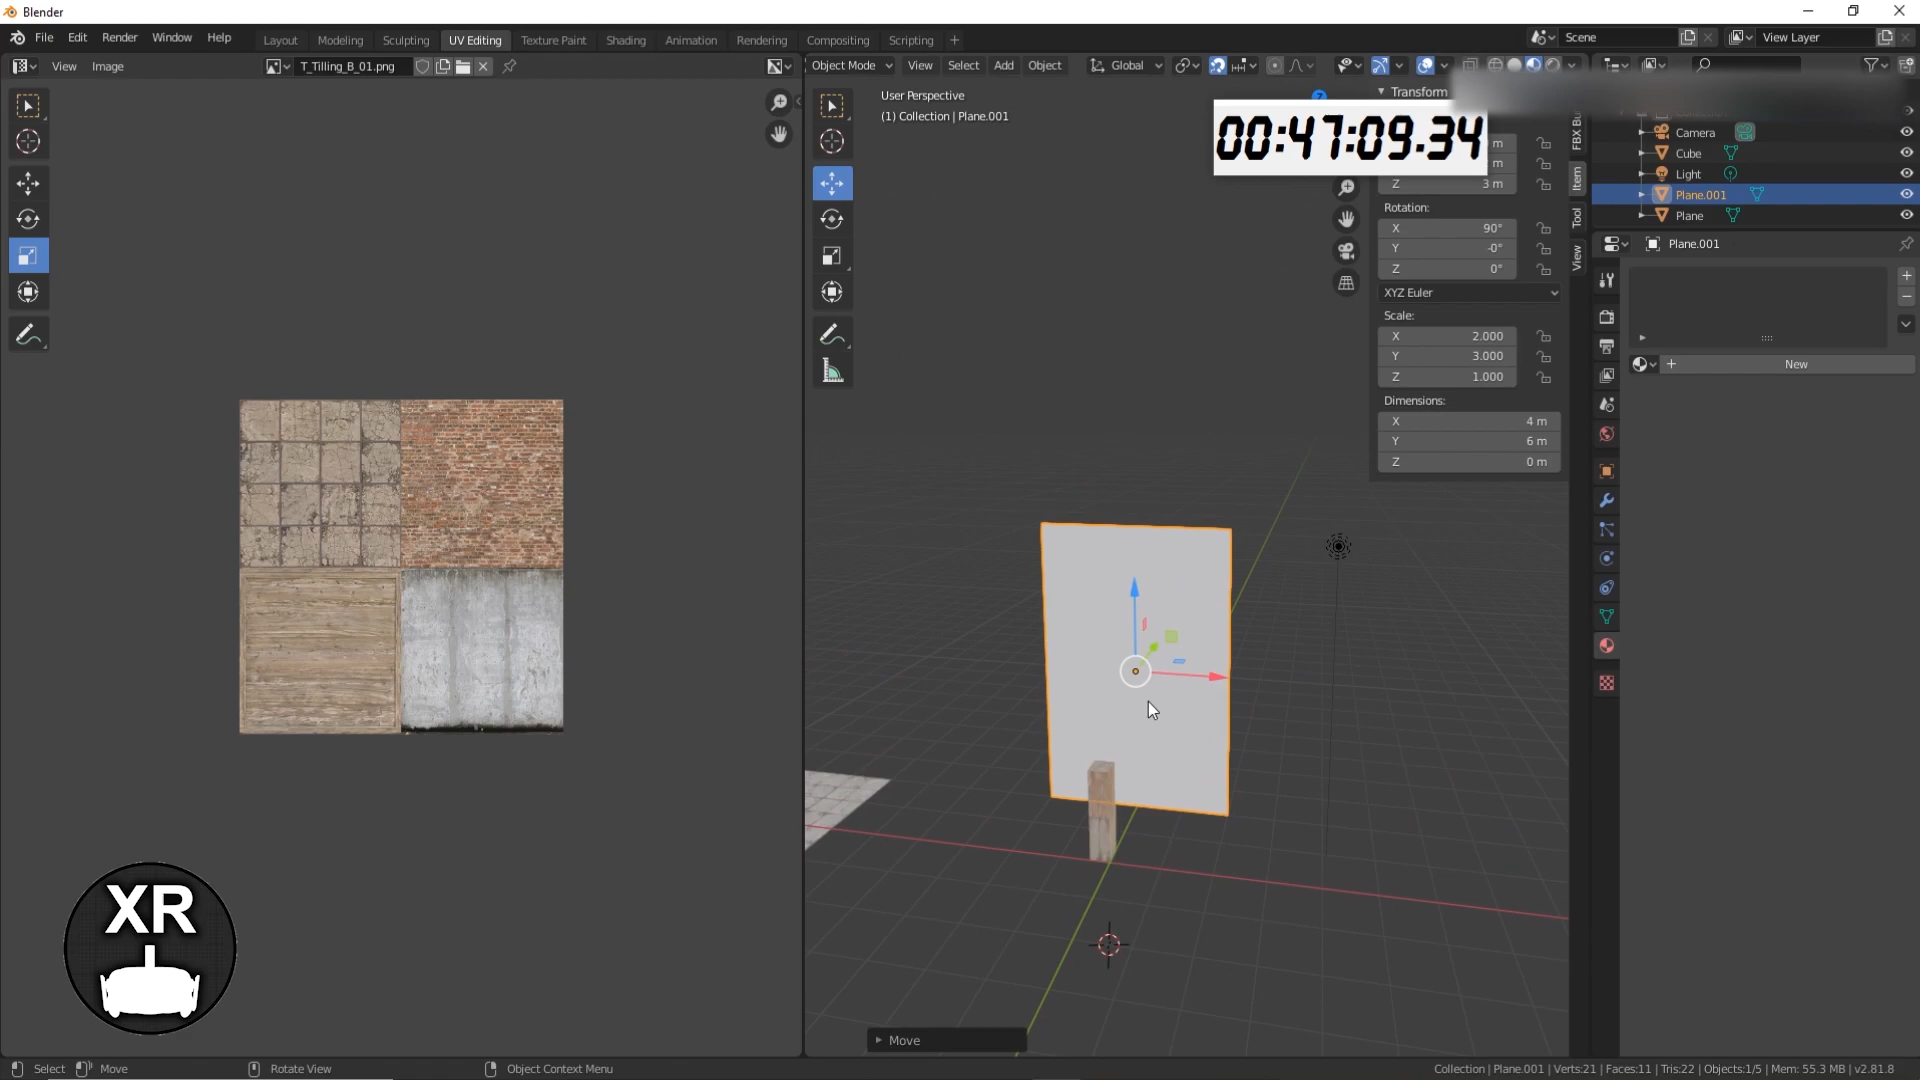 Blender
File Edit Render Window Help
Layout Modeling Sculpting UV Editing Texture Paint Shading Animation Rendering Compositing Scripting
Scene
View Layer
View Image
T_Tilling_B_01.png
Object Mode View Select Add Object
Global
User Perspective
(1) Collection | Plane.001
Transform
00:47:09.34
m
m
Z 3 m
Rotation:
X 90°
Y -0°
Z 0°
XYZ Euler
Scale:
X 2.000
Y 3.000
Z 1.000
Dimensions:
X 4 m
Y 6 m
Z 0 m
FBX Bu
Item
Tool
View
Camera
Cube
Light
Plane.001
Plane
Plane.001
New
XR
Move
Select Move Rotate View Object Context Menu
Collection | Plane.001 | Verts:21 | Faces:11 | Tris:22 | Objects:1/5 | Mem: 55.3 MB | v2.81.8